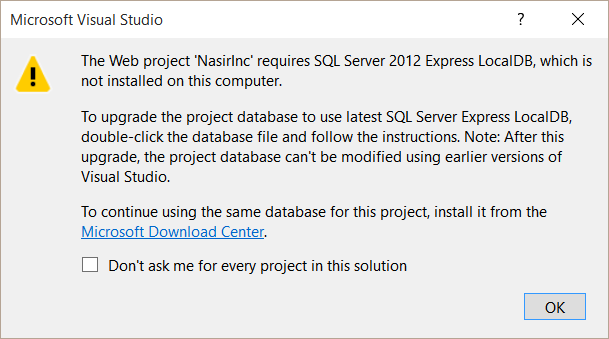 Microsoft Visual Studio
?
The Web project 'NasirInc' requires SQL Server 2012 Express LocalDB, which is
not installed on this computer.
To upgrade the project database to use latest SQL Server Express LocalDB,
double-click the database file and follow the instructions. Note: After this
upgrade, the project database can't be modified using earlier versions of
Visual Studio.
To continue using the same database for this project, install it from the
Microsoft Download Center.
Don't ask me for every project in this solution
OK